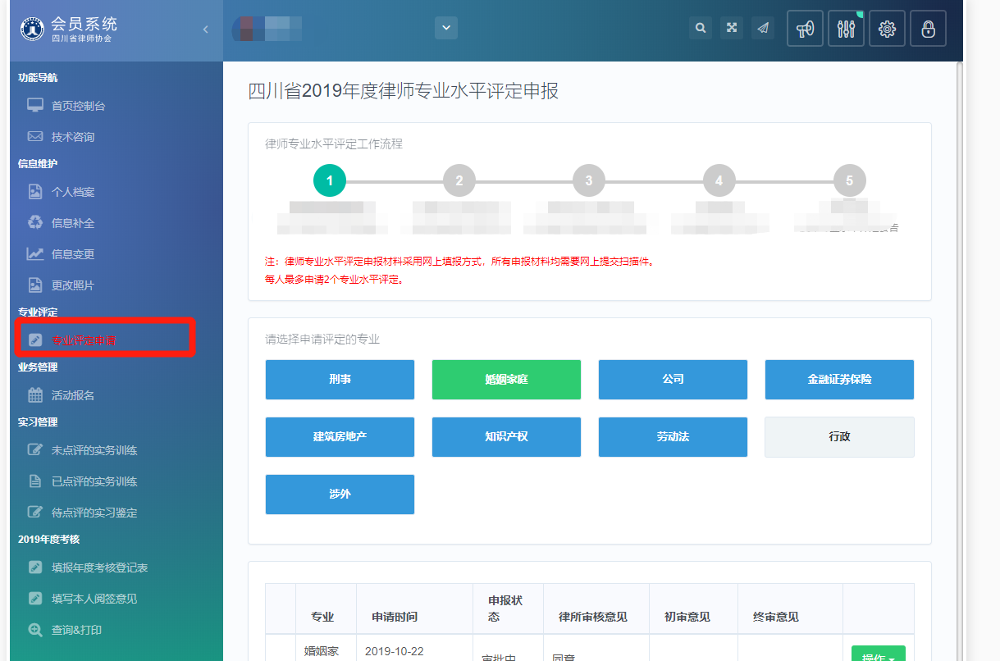 会员系统
四川省律师协会
功能导航
首页控制台
技术咨询
信息维护
个人档案
信息补全
信息变更
更改照片
专业评定
专业评定申请
业务管理
活动报名
实习管理
未点评的实务训练
已点评的实务训练
待点评的实习鉴定
2019年度考核
填报年度考核登记表
填写本人阅签意见
查询&打印
四川省2019年度律师专业水平评定申报
律师专业水平评定工作流程
1
2
3
4
5
注：律师专业水平评定申报材料采用网上填报方式，所有申报材料均需要网上提交扫描件。
每人最多申请2个专业水平评定。
请选择申请评定的专业
刑事
婚姻家庭
公司
金融证券保险
建筑房地产
知识产权
劳动法
行政
涉外
专业
申请时间
申报状
态
律所审核意见
初审意见
终审意见
婚姻家
2019-10-22
审批中
同意
操作